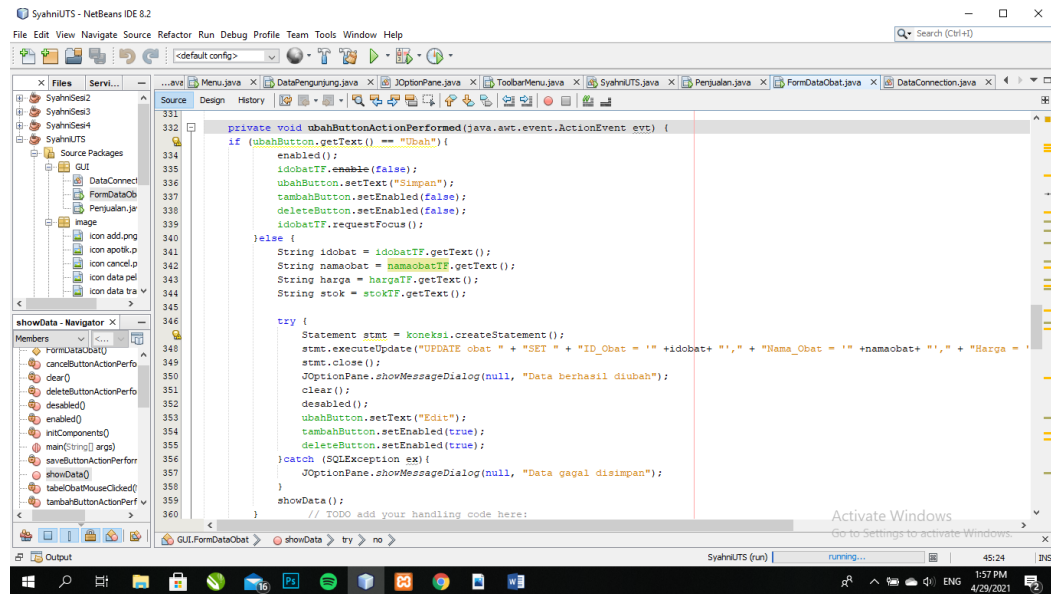 SyahniUTS - NetBeans IDE 8.2
File Edit View Navigate Source Refactor Run Debug Profile Team Tools Window Help
Search (Ctrl+I)
<default config>
Files Servi...
...ava Menu.java DataPengunjung.java JOptionPane.java ToolbarMenu.java SyahniUTS.java Penjualan.java FormDataObat.java DataConnection.java
Source Design History
SyahniSesi2
SyahniSesi3
SyahniSesi4
SyahniUTS
Source Packages
GUI
DataConnect
FormDataOb
Penjualan.ja
image
icon add.png
icon apotik.p
icon cancel.p
icon data pel
icon data tra
showData - Navigator
Members <...
FormDataObat()
cancelButtonActionPerfo
clear()
deleteButtonActionPerfo
desabled()
enabled()
initComponents()
main(String[] args)
saveButtonActionPerforr
showData()
tabelObatMouseClicked(
tambahButtonActionPerf
331
332 private void ubahButtonActionPerformed(java.awt.event.ActionEvent evt) {
if (ubahButton.getText() == "Ubah"){
334 enabled();
335 idobatTF.enable(false);
336 ubahButton.setText("Simpan");
337 tambahButton.setEnabled(false);
338 deleteButton.setEnabled(false);
339 idobatTF.requestFocus();
340 }else {
341 String idobat = idobatTF.getText();
342 String namaobat = namaobatTF.getText();
343 String harga = hargaTF.getText();
344 String stok = stokTF.getText();
345
346 try {
Statement stmt = koneksi.createStatement();
348 stmt.executeUpdate("UPDATE obat " + "SET " + "ID_Obat = '" +idobat+ "'," + "Nama_Obat = '" +namaobat+ "'," + "Harga = '
349 stmt.close();
350 JOptionPane.showMessageDialog(null, "Data berhasil diubah");
351 clear();
352 desabled();
353 ubahButton.setText("Edit");
354 tambahButton.setEnabled(true);
355 deleteButton.setEnabled(true);
356 }catch (SQLException ex){
357 JOptionPane.showMessageDialog(null, "Data gagal disimpan");
358 }
359 showData();
360 } // TODO add your handling code here:
Activate Windows
Go to Settings to activate Windows.
GUI.FormDataObat showData try no
Output
SyahniUTS (run) running... 45:24 INS
16
ENG
1:57 PM
4/29/2021
2